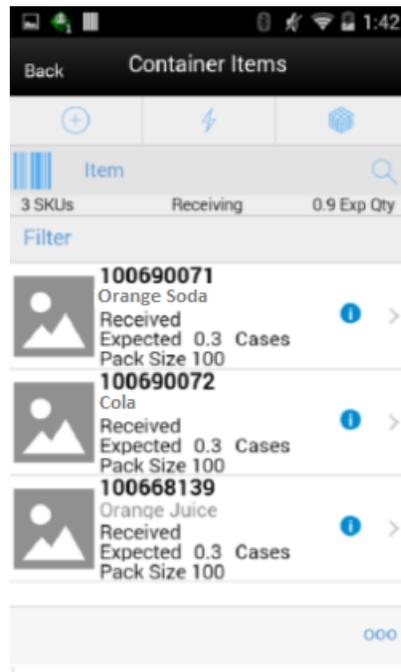 1:42
Back Container Items
Item
3 SKUs Receiving 0.9 Exp Qty
Filter
100690071
Orange Soda
Received
Expected 0.3 Cases
Pack Size 100
100690072
Cola
Received
Expected 0.3 Cases
Pack Size 100
100668139
Orange Juice
Received
Expected 0.3 Cases
Pack Size 100